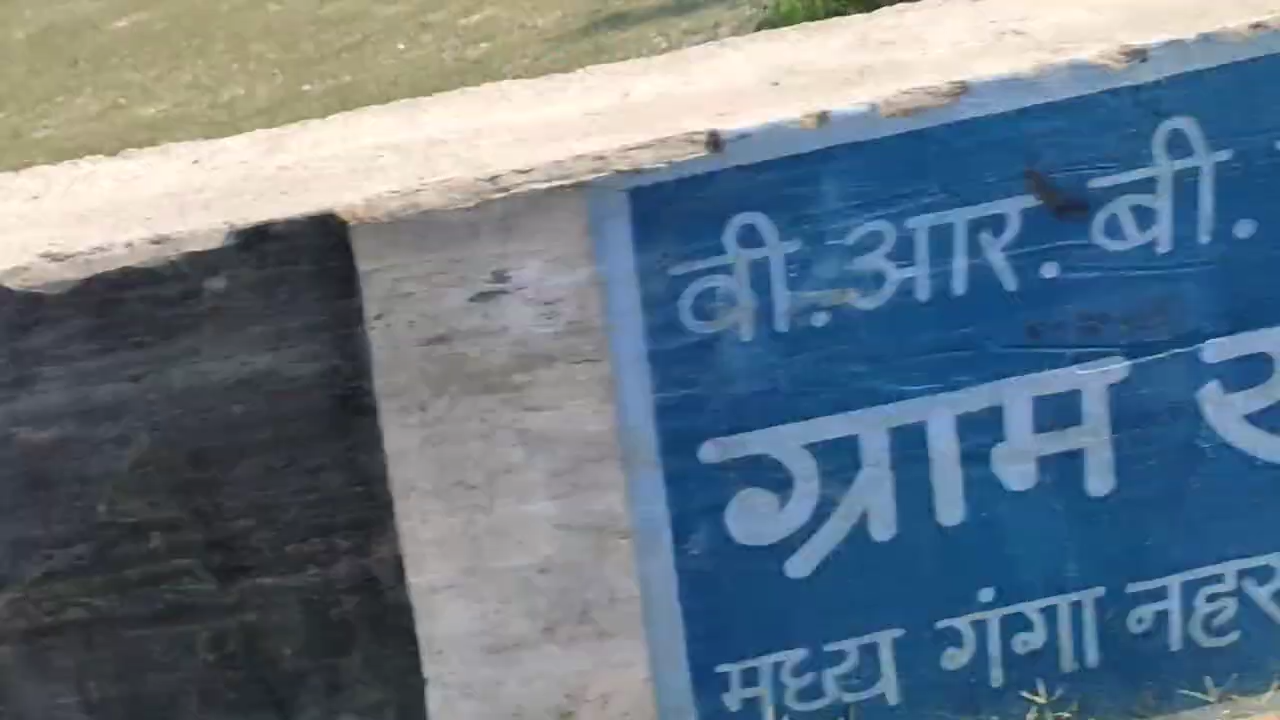 वी.आर.बी.
ग्राम
मध्य गंगा नहर